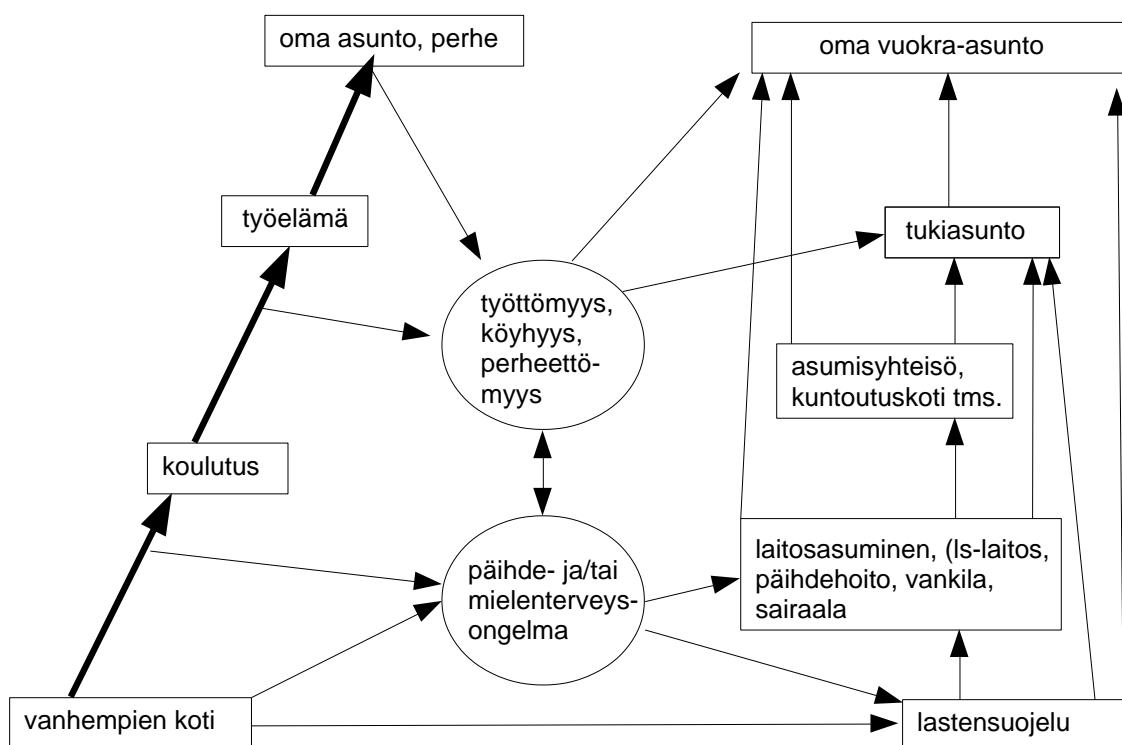 oma asunto, perhe
oma vuokra-asunto
työelämä
tukiasunto
työttömyys,
köyhyys,
perheettö-
myys
asumisyhteisö,
kuntoutuskoti tms.
koulutus
päihde- ja/tai
mielenterveys-
ongelma
laitosasuminen, (ls-laitos,
päihdehoito, vankila,
sairaala
vanhempien koti
lastensuojelu